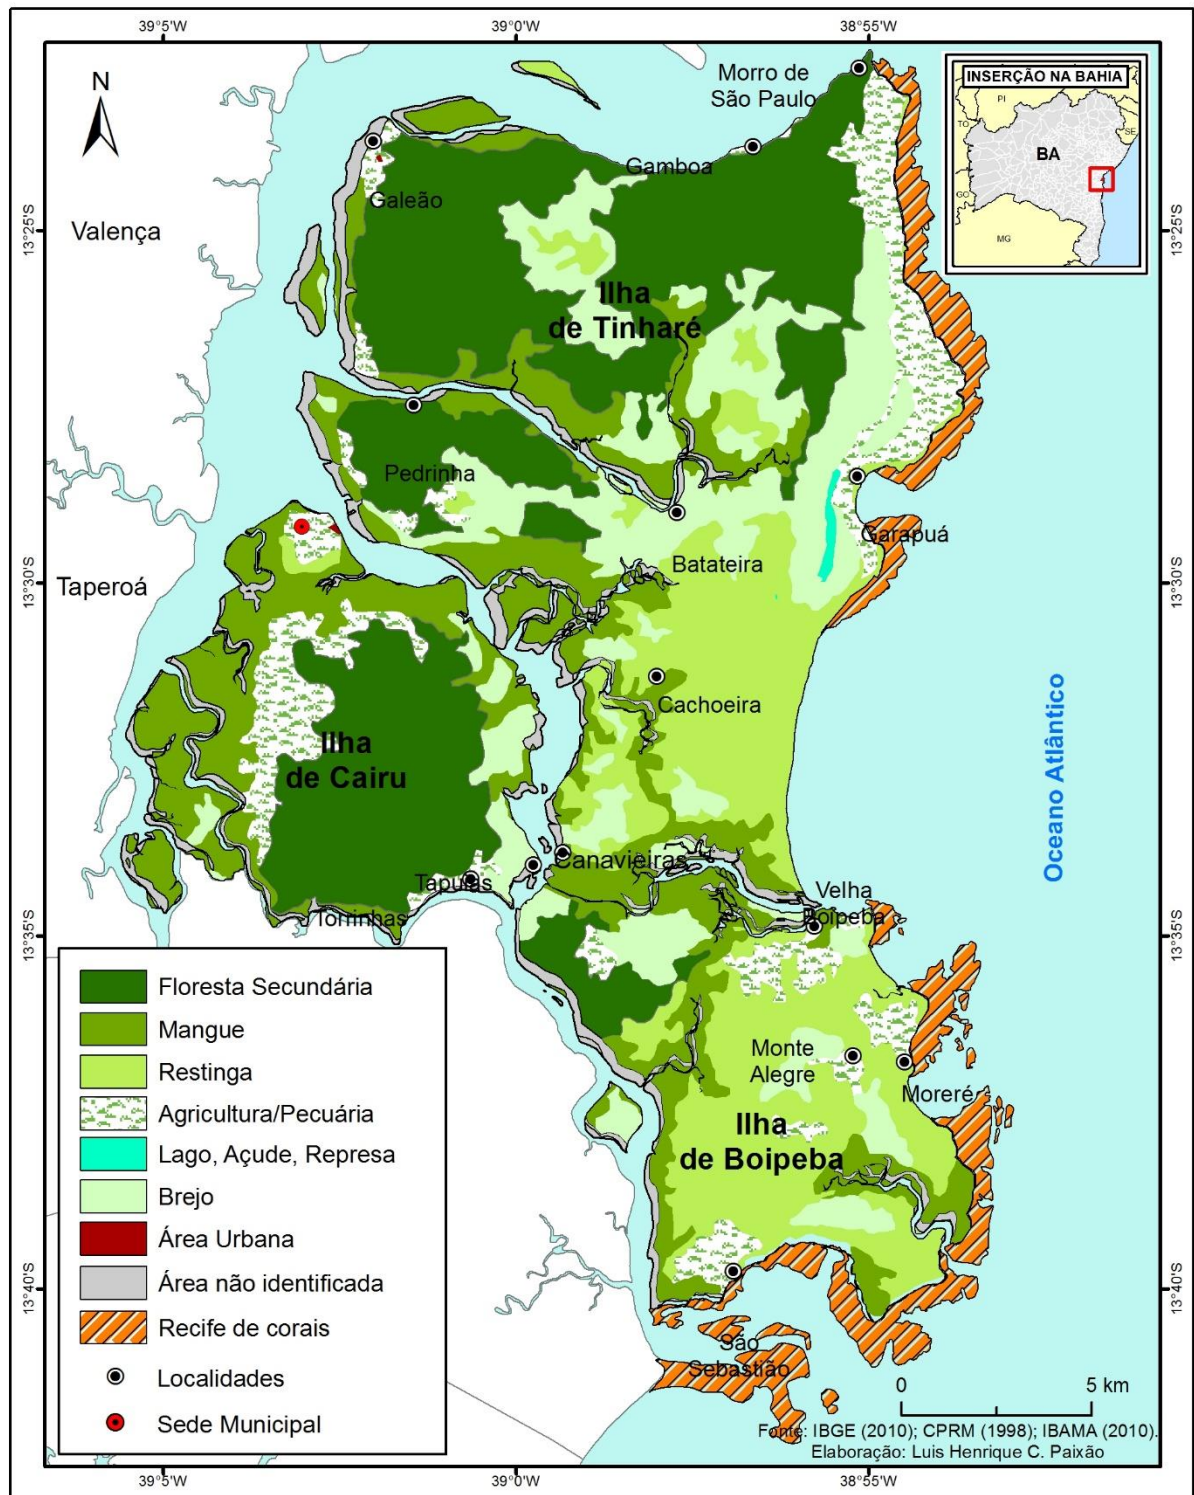 39°5'W
39°0'W
38°55'W
N
Morro de
São Paulo
INSERÇÃO NA BAHIA
PI
TO
SE
BA
GO
MG
Gamboa
Galeão
Valença
13°25'S
13°25'S
Ilha
de Tinharé
Pedrinha
Garapuá
Batateira
Taperoá
13°30'S
13°30'S
Cachoeira
Oceano Atlântico
Ilha
de Cairu
Canavieiras
Tapuias
Torrinhas
Velha
Boipeba
13°35'S
13°35'S
Monte
Alegre
Moreré
Ilha
de Boipeba
Floresta Secundária
Mangue
Restinga
Agricultura/Pecuária
Lago, Açude, Represa
Brejo
Área Urbana
Área não identificada
Recife de corais
Localidades
Sede Municipal
13°40'S
13°40'S
São
Sebastião
0 5 km
Fonte: IBGE (2010); CPRM (1998); IBAMA (2010).
Elaboração: Luis Henrique C. Paixão
39°5'W
39°0'W
38°55'W